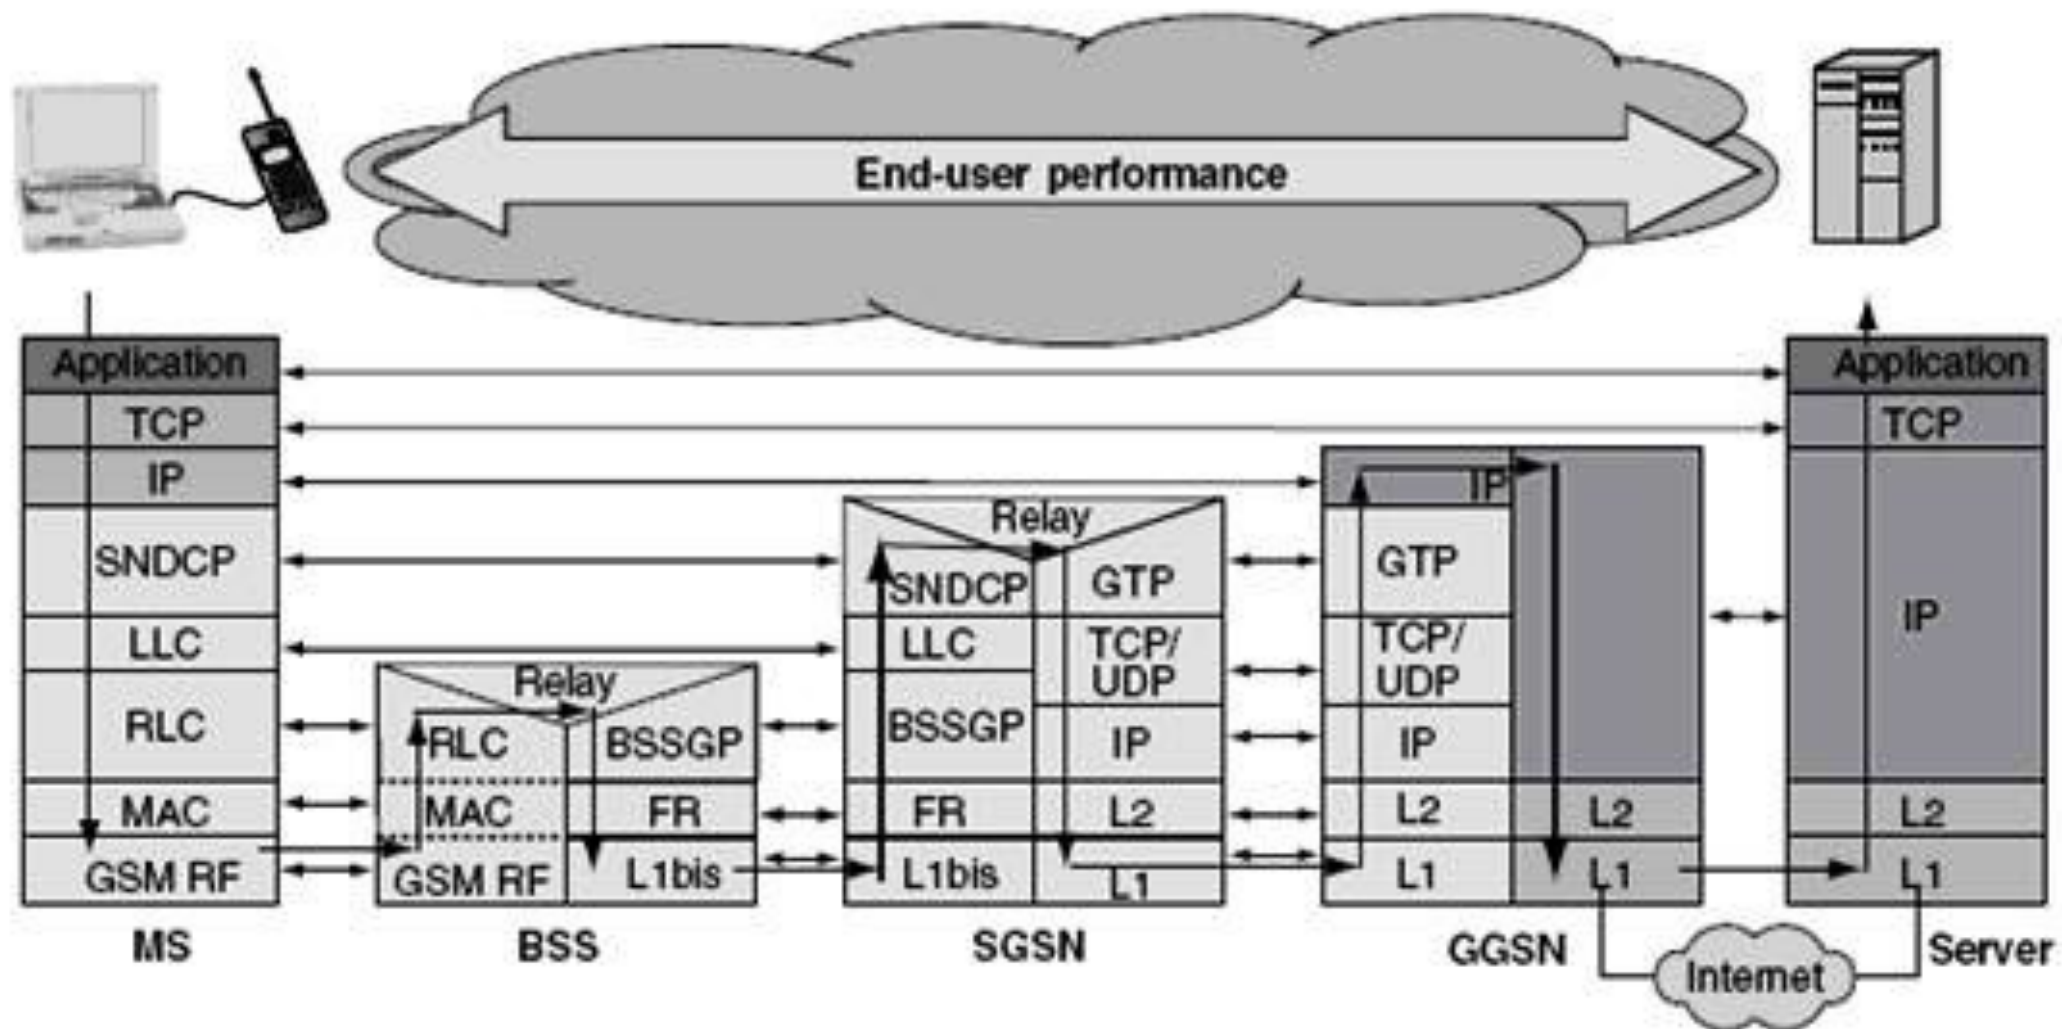 End-user performance
Application
TCP
IP
SNDCP
LLC
RLC
MAC
GSM RF
MS
Relay
RLC
BSSGP
MAC
FR
GSM RF
L1bis
BSS
Relay
SNDCP
GTP
LLC
TCP/
UDP
BSSGP
IP
FR
L2
L1bis
L1
SGSN
IP
GTP
TCP/
UDP
IP
L2
L2
L1
L1
GGSN
Application
TCP
IP
L2
L1
Server
Internet